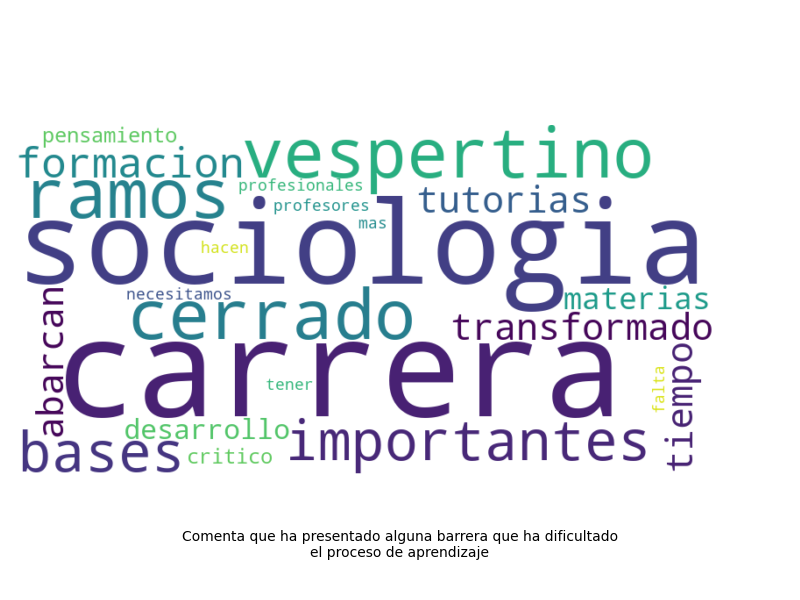 pensamiento
formacion
vespertino
ramos
profesionales
profesores
tutorias
mas
sociologia
hacen
necesitamos
cerrado
materias
transformado
abarcan
carrera
tener
falta
tiempo
desarrollo
importantes
bases
critico
Comenta que ha presentado alguna barrera que ha dificultado
el proceso de aprendizaje